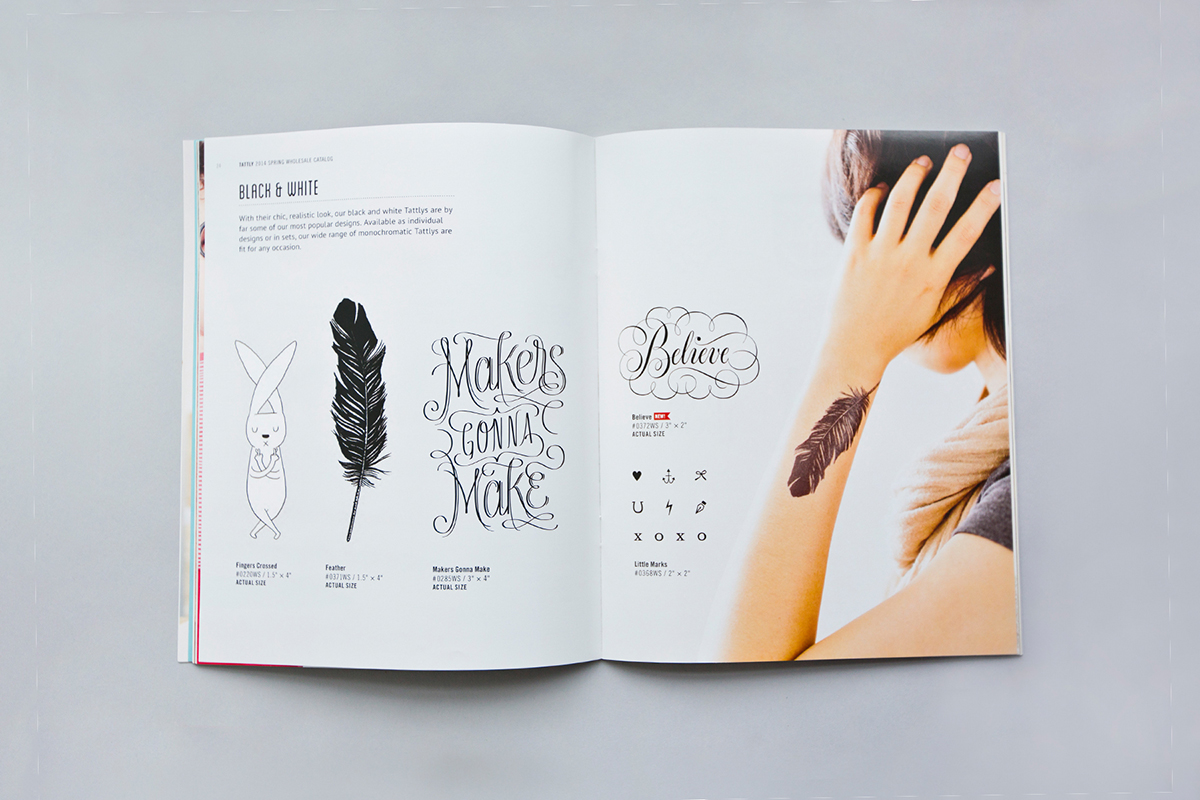 TATTLY 2014 SPRING WHOLESALE CATALOG
BLACK & WHITE
With their chic, realistic look, our black and white Tattlys are by
far some of our most popular designs. Available as individual
designs or in sets, our wide range of monochromatic Tattlys are
fit for any occasion.
Makers
GONNA
Make
Fingers Crossed
#0220WS / 1.5" × 4"
ACTUAL SIZE
Feather
#0371WS / 1.5" × 4"
ACTUAL SIZE
Makers Gonna Make
#0285WS / 3" × 4"
ACTUAL SIZE
Believe
Believe NEW!
#0372WS / 3" × 2"
ACTUAL SIZE
X O X O
Little Marks
#0368WS / 2" × 2"